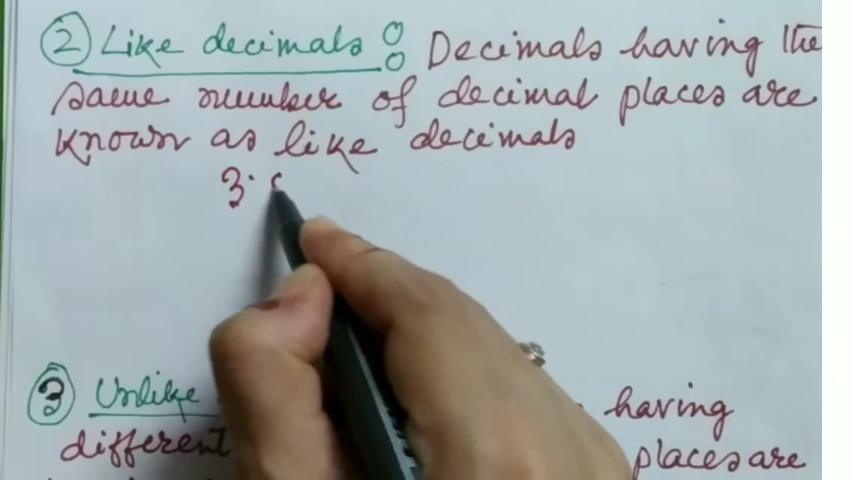 2 Like decimals : Decimals having the
same number of decimal places are
known as like decimals
3.
3 Unlike having
different places are